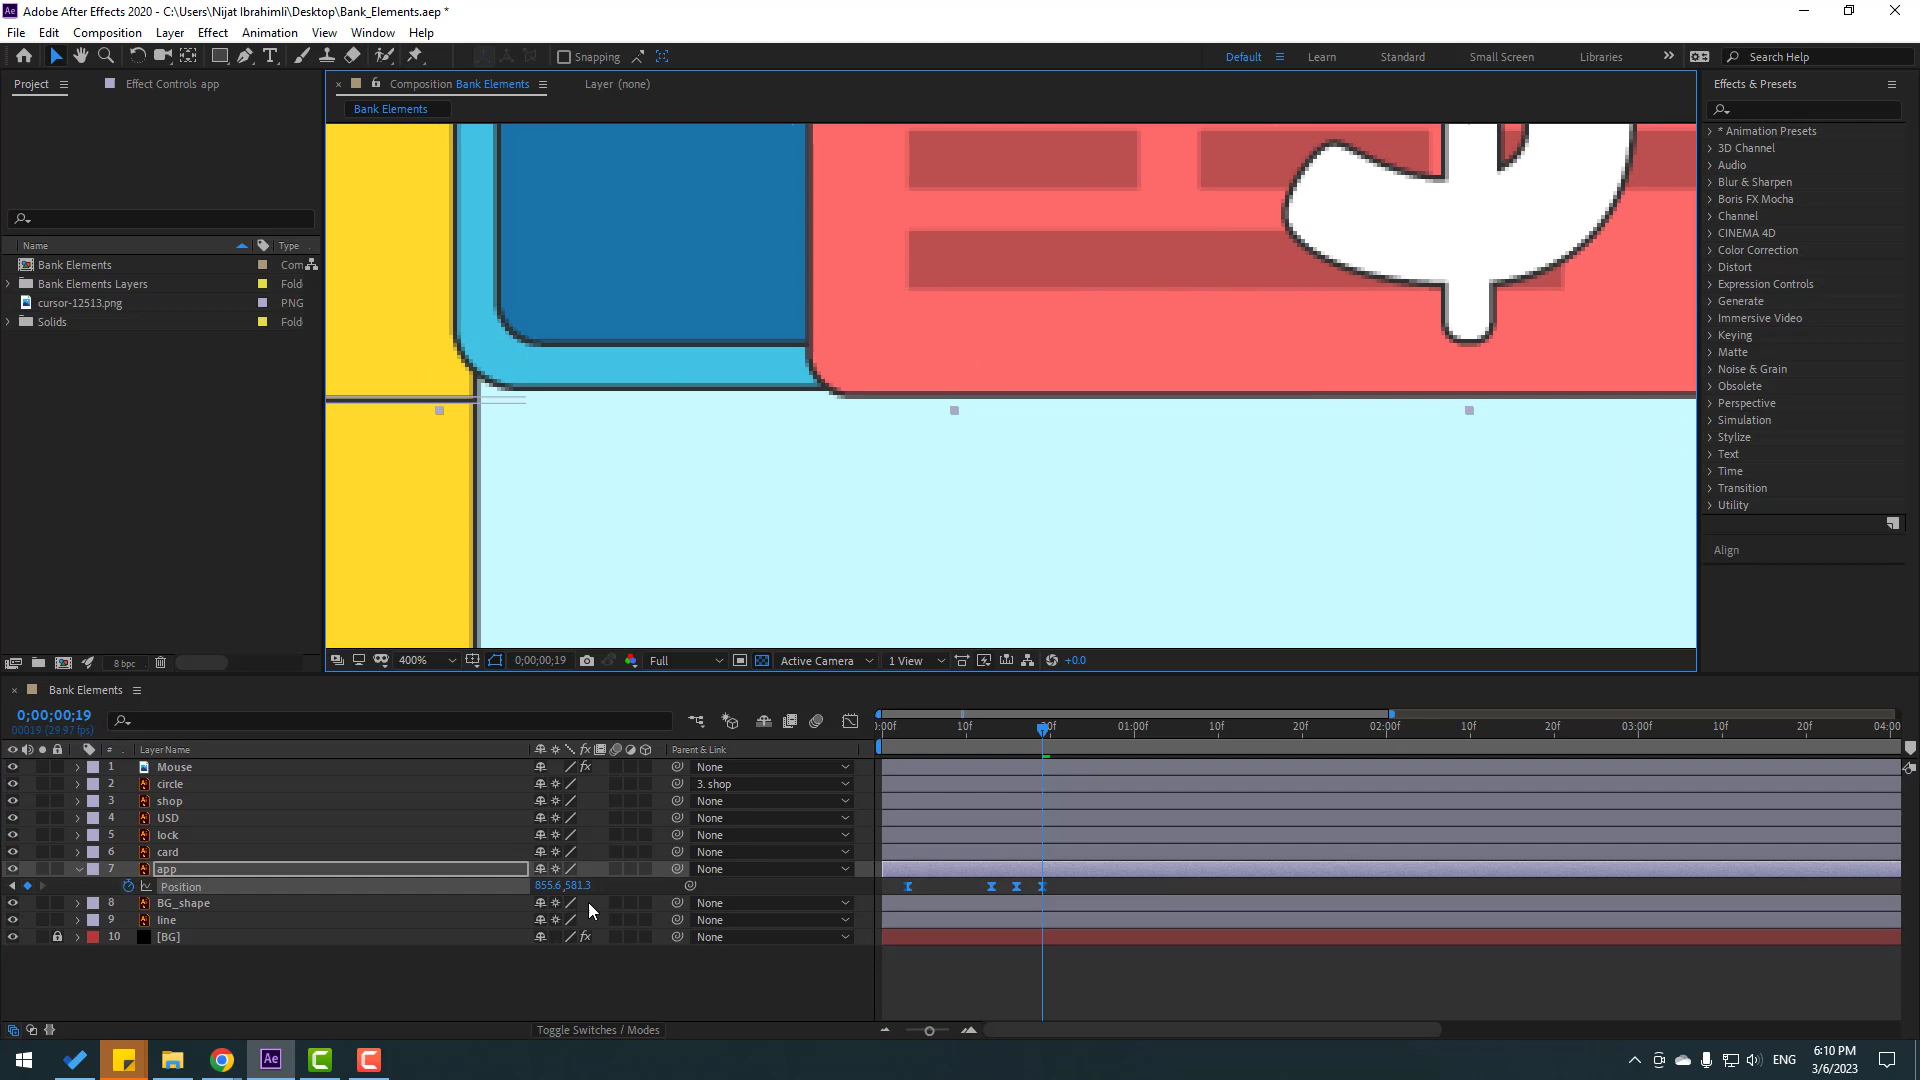 Adobe After Effects 2020 - C:\Users\Nijat Ibrahimli\Desktop\Bank_Elements.aep *
File Edit Composition Layer Effect Animation View Window Help
Snapping Default Learn Standard Small Screen Libraries Search Help
Project Effect Controls app Composition Bank Elements Layer (none) Effects & Presets
Bank Elements
* Animation Presets
3D Channel
Audio
Blur & Sharpen
Boris FX Mocha
Channel
CINEMA 4D
Color Correction
Distort
Expression Controls
Generate
Immersive Video
Keying
Matte
Noise & Grain
Obsolete
Perspective
Simulation
Stylize
Text
Time
Transition
Utility
Align
Name Type
Bank Elements Com
Bank Elements Layers Fold
cursor-12513.png PNG
Solids Fold
8 bpc 400% 0;00;00;19 Full Active Camera 1 View +0.0
Bank Elements
0;00;00;19
00019 (29.97 fps)
:00f 10f 20f 01:00f 10f 20f 02:00f 10f 20f 03:00f 10f 20f 04:00
# Layer Name fx Parent & Link
1 Mouse fx None
2 circle 3. shop
3 shop None
4 USD None
5 lock None
6 card None
7 app None
Position 855.6,581.3
8 BG_shape None
9 line None
10 [BG] fx None
Toggle Switches / Modes
ENG 6:10 PM
3/6/2023